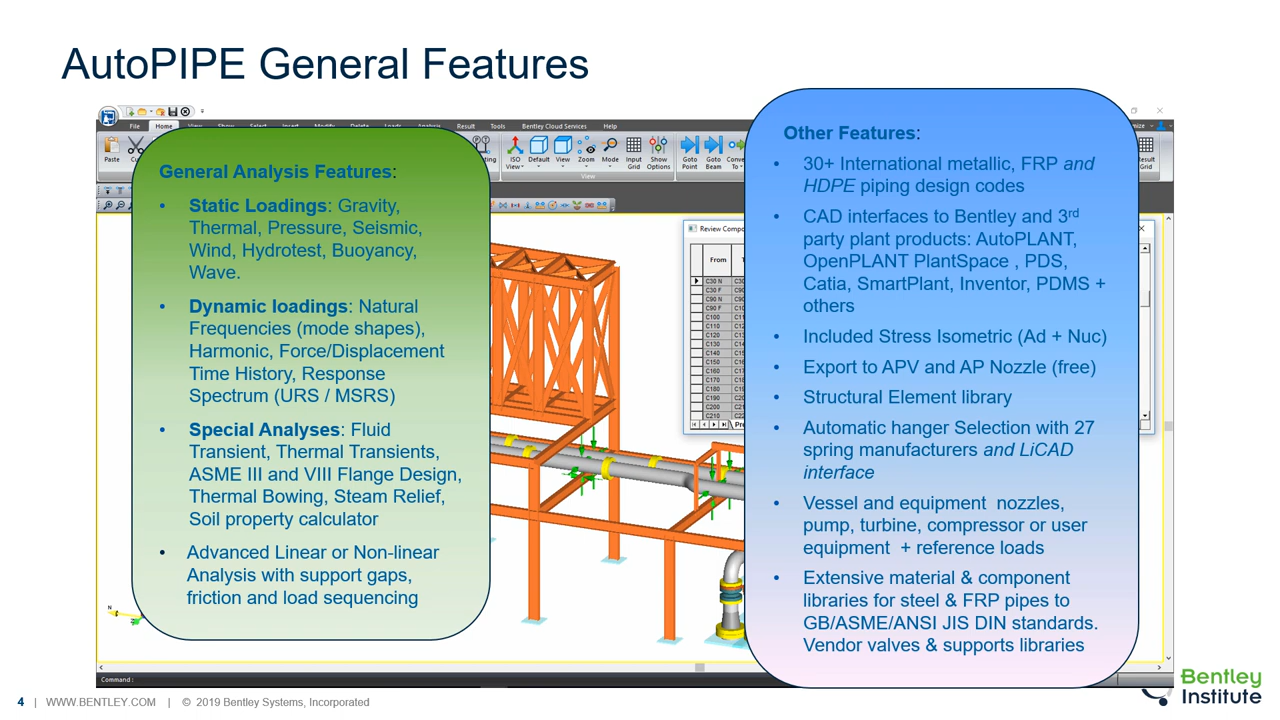 AutoPIPE General Features
File Home View Show Select Insert Modify Delete Loads Analysis Result Tools Bentley Cloud Services Help
Paste
ISO View
Default
View
Zoom
Mode
Input Grid
Show Options
Goto Point
Goto Beam
View
General Analysis Features:
• Static Loadings: Gravity,
Thermal, Pressure, Seismic,
Wind, Hydrotest, Buoyancy,
Wave.
• Dynamic loadings: Natural
Frequencies (mode shapes),
Harmonic, Force/Displacement
Time History, Response
Spectrum (URS / MSRS)
• Special Analyses: Fluid
Transient, Thermal Transients,
ASME III and VIII Flange Design,
Thermal Bowing, Steam Relief,
Soil property calculator
• Advanced Linear or Non-linear
Analysis with support gaps,
friction and load sequencing
From
C30 N
C30 F
C90 N
C90 F
C100
C110
C120
C130
C140
C150
C160
C170
C180
C190
C200
C210
Other Features:
• 30+ International metallic, FRP and
HDPE piping design codes
• CAD interfaces to Bentley and 3rd
party plant products: AutoPLANT,
OpenPLANT PlantSpace , PDS,
Catia, SmartPlant, Inventor, PDMS +
others
• Included Stress Isometric (Ad + Nuc)
• Export to APV and AP Nozzle (free)
• Structural Element library
• Automatic hanger Selection with 27
spring manufacturers and LiCAD
interface
• Vessel and equipment nozzles,
pump, turbine, compressor or user
equipment + reference loads
• Extensive material & component
libraries for steel & FRP pipes to
GB/ASME/ANSI JIS DIN standards.
Vendor valves & supports libraries
Command :
4 | WWW.BENTLEY.COM | © 2019 Bentley Systems, Incorporated
Bentley
Institute